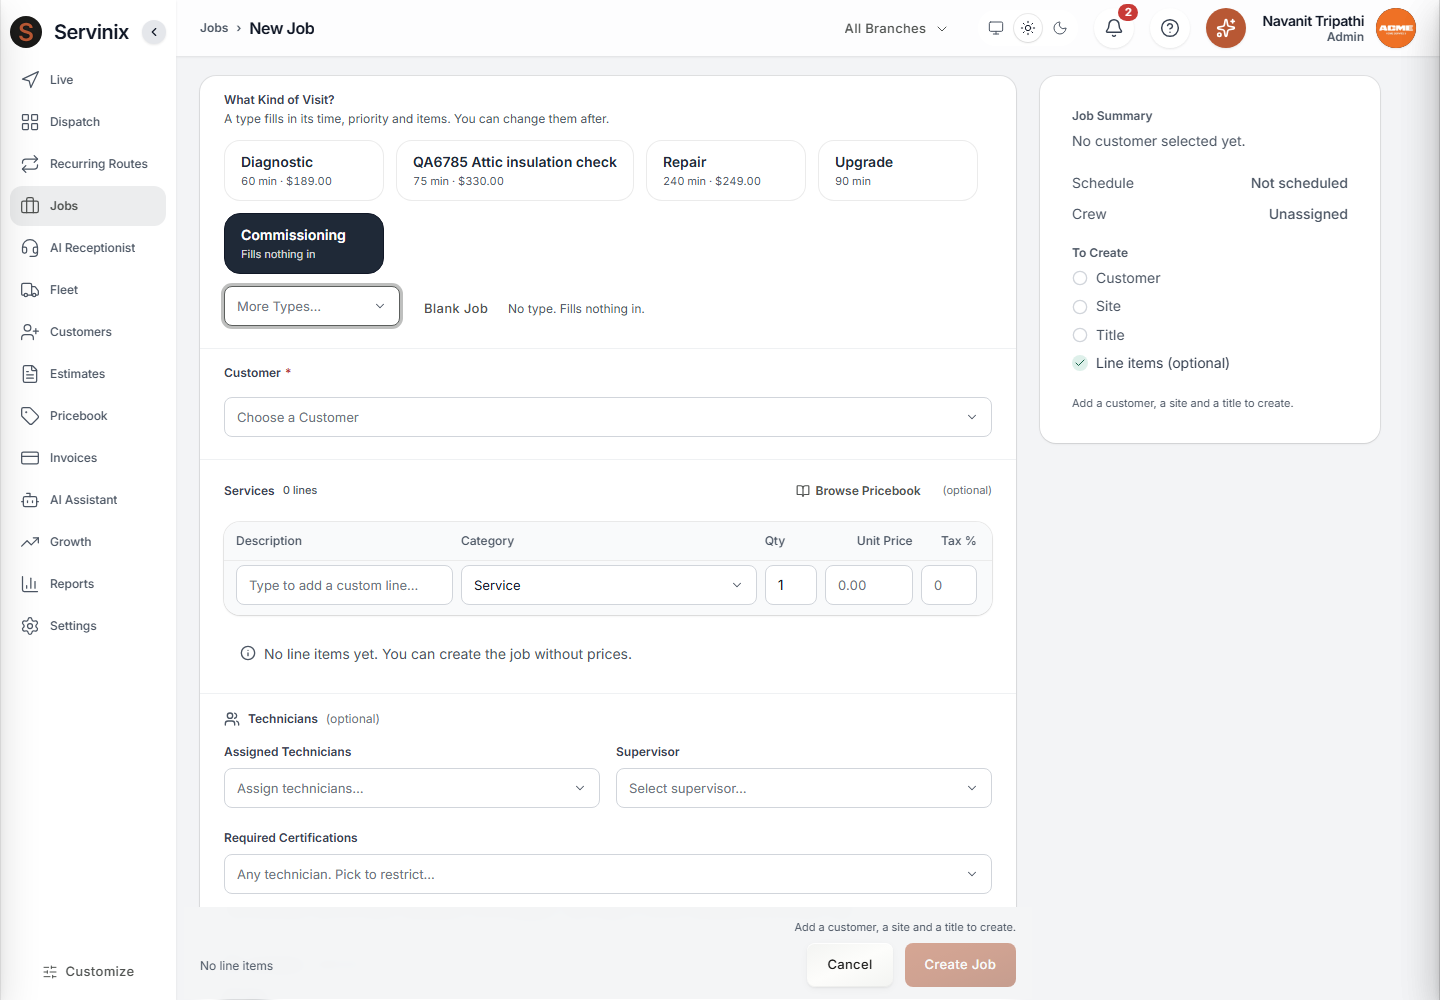 S Servinix
Live
Dispatch
Recurring Routes
Jobs
AI Receptionist
Fleet
Customers
Estimates
Pricebook
Invoices
AI Assistant
Growth
Reports
Settings
Customize
Jobs › New Job
All Branches
2
Navanit Tripathi
Admin
ACME
What Kind of Visit?
A type fills in its time, priority and items. You can change them after.
Diagnostic
60 min · $189.00
QA6785 Attic insulation check
75 min · $330.00
Repair
240 min · $249.00
Upgrade
90 min
Commissioning
Fills nothing in
More Types...
Blank Job
No type. Fills nothing in.
Customer *
Choose a Customer
Services 0 lines
Browse Pricebook (optional)
Description Category Qty Unit Price Tax %
Type to add a custom line... Service 1 0.00 0
No line items yet. You can create the job without prices.
Technicians (optional)
Assigned Technicians
Assign technicians...
Supervisor
Select supervisor...
Required Certifications
Any technician. Pick to restrict...
Add a customer, a site and a title to create.
No line items
Cancel
Create Job
Job Summary
No customer selected yet.
Schedule Not scheduled
Crew Unassigned
To Create
Customer
Site
Title
Line items (optional)
Add a customer, a site and a title to create.